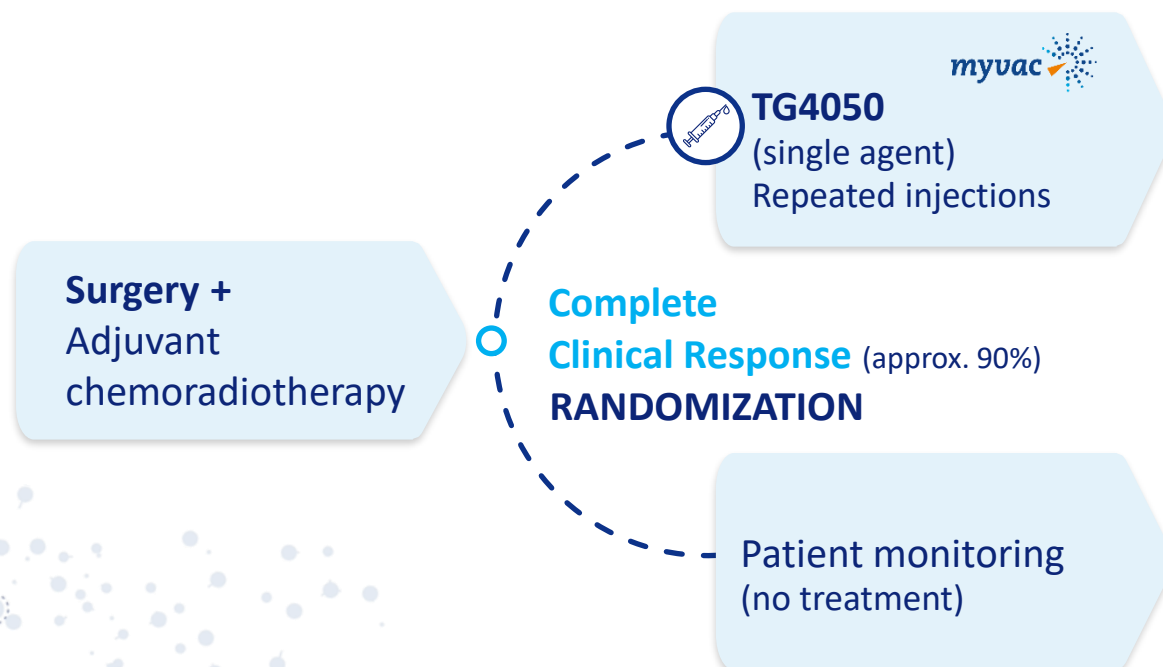 myvac
TG4050
(single agent)
Repeated injections
Surgery +
Adjuvant
chemoradiotherapy
Complete
Clinical Response (approx. 90%)
RANDOMIZATION
Patient monitoring
(no treatment)